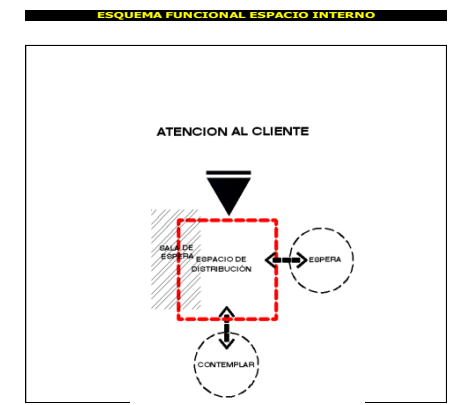 ESQUEMA FUNCIONAL ESPACIO INTERNO
ATENCION AL CLIENTE
SALA DE
ESPERA
ESPACIO DE
DISTRIBUCIÓN
ESPERA
CONTEMPLAR